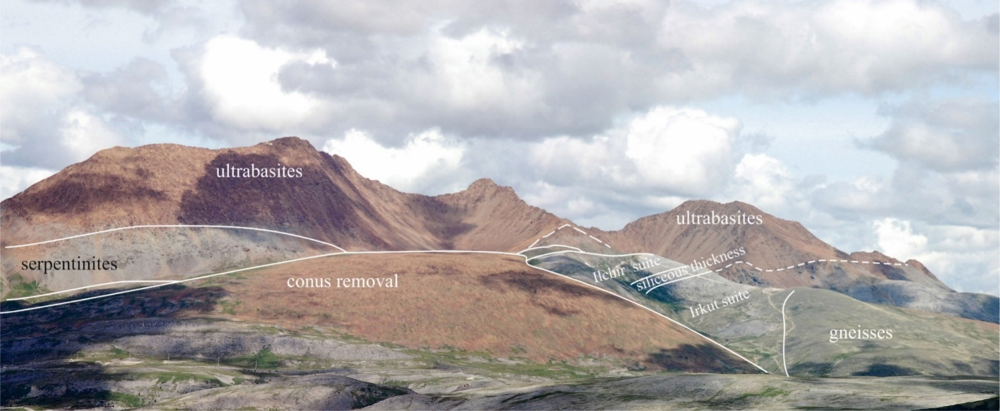 ultrabasites
ultrabasites
serpentinites
conus removal
Ilchir suite
siliceous thickness
Irkut suite
gneisses